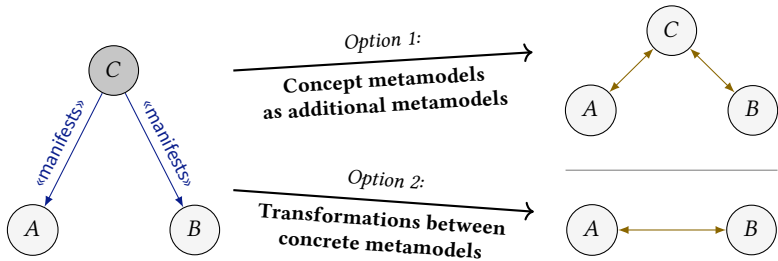 C
«manifests»
«manifests»
A
B
Option 1:
Concept metamodels
as additional metamodels
Option 2:
Transformations between
concrete metamodels
C
A
B
A
B